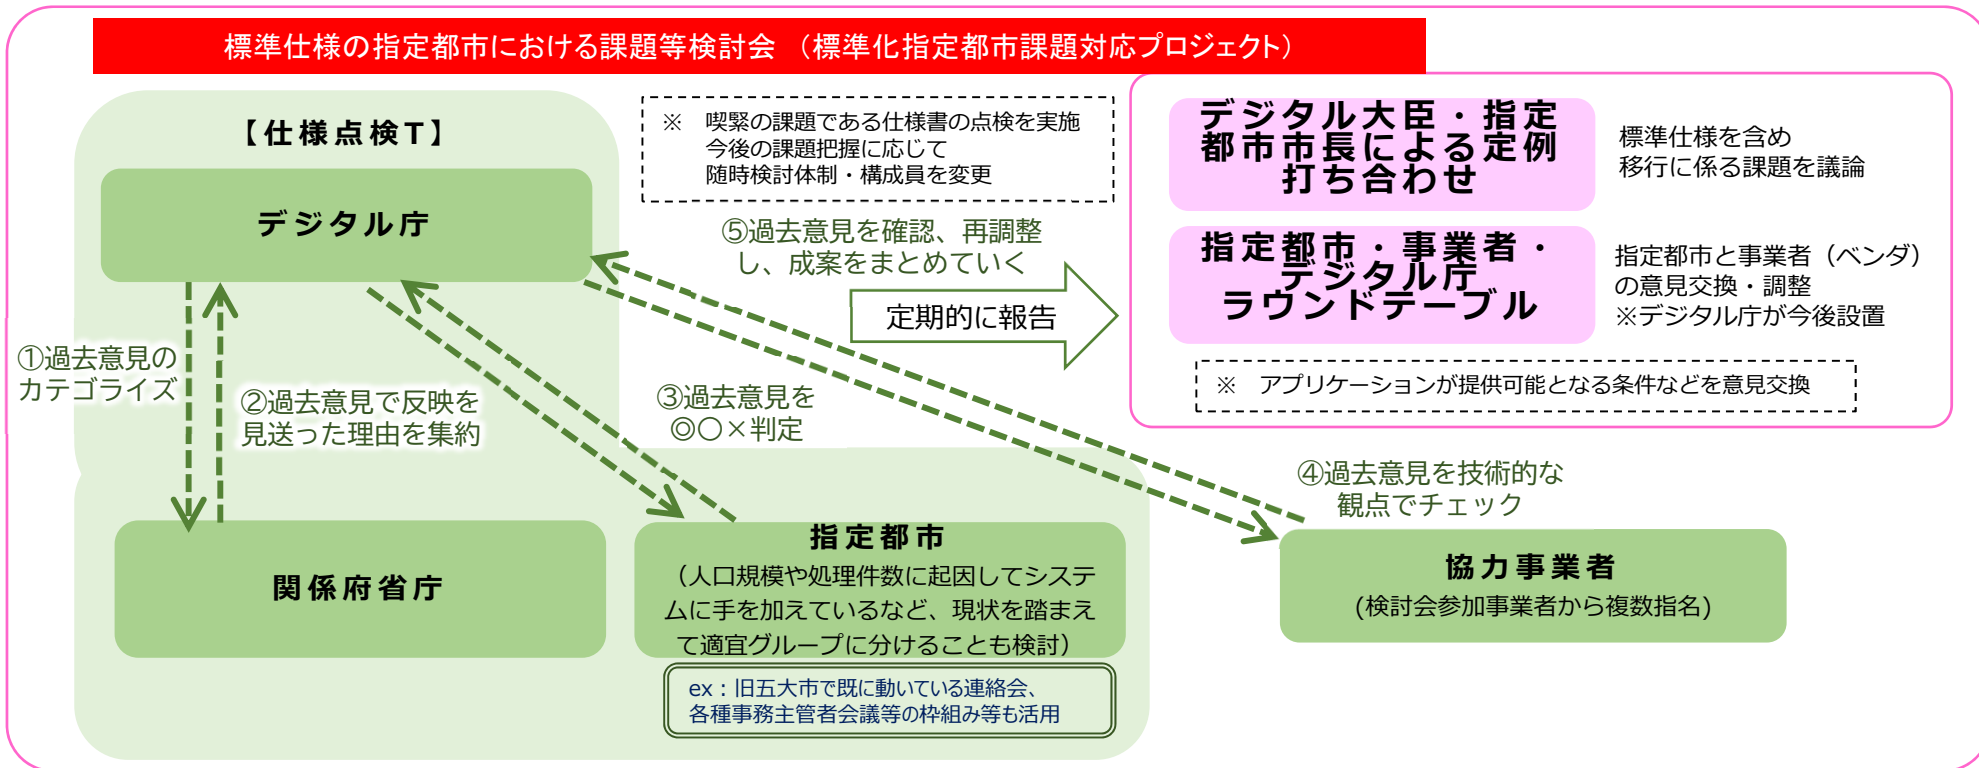 標準仕様の指定都市における課題等検討会 （標準化指定都市課題対応プロジェクト）
【仕様点検T】
デジタル庁
※　喫緊の課題である仕様書の点検を実施
今後の課題把握に応じて
随時検討体制・構成員を変更
⑤過去意見を確認、再調整
し、成案をまとめていく
定期的に報告
デジタル大臣・指定
都市市長による定例
打ち合わせ
標準仕様を含め
移行に係る課題を議論
指定都市・事業者・
デジタル庁
ラウンドテーブル
指定都市と事業者（ベンダ）
の意見交換・調整
※デジタル庁が今後設置
※　アプリケーションが提供可能となる条件などを意見交換
①過去意見の
カテゴライズ
②過去意見で反映を
見送った理由を集約
③過去意見を
◎〇×判定
④過去意見を技術的な
観点でチェック
関係府省庁
指定都市
（人口規模や処理件数に起因してシステ
ムに手を加えているなど、現状を踏まえ
て適宜グループに分けることも検討）
ex：旧五大市で既に動いている連絡会、
各種事務主管者会議等の枠組み等も活用
協力事業者
(検討会参加事業者から複数指名)